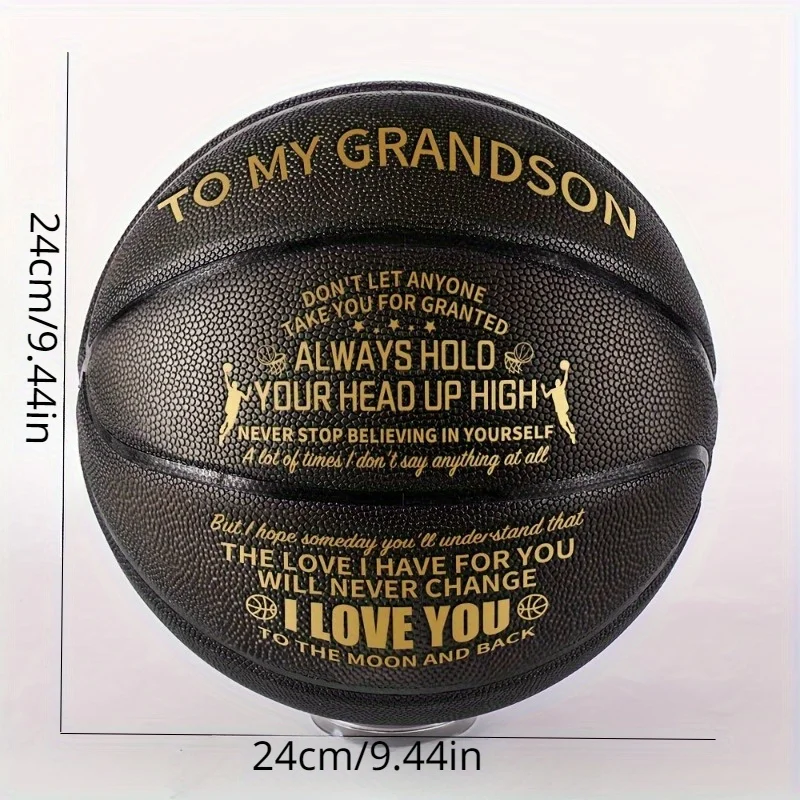 TO MY GRANDSON
DON'T LET ANYONE
TAKE YOU FOR GRANTED
ALWAYS HOLD
YOUR HEAD UP HIGH
NEVER STOP BELIEVING IN YOURSELF
A lot of times I don't say anything at all
But I hope someday you'll understand that
THE LOVE I HAVE FOR YOU
WILL NEVER CHANGE
I LOVE YOU
TO THE MOON AND BACK
24cm/9.44in
24cm/9.44in